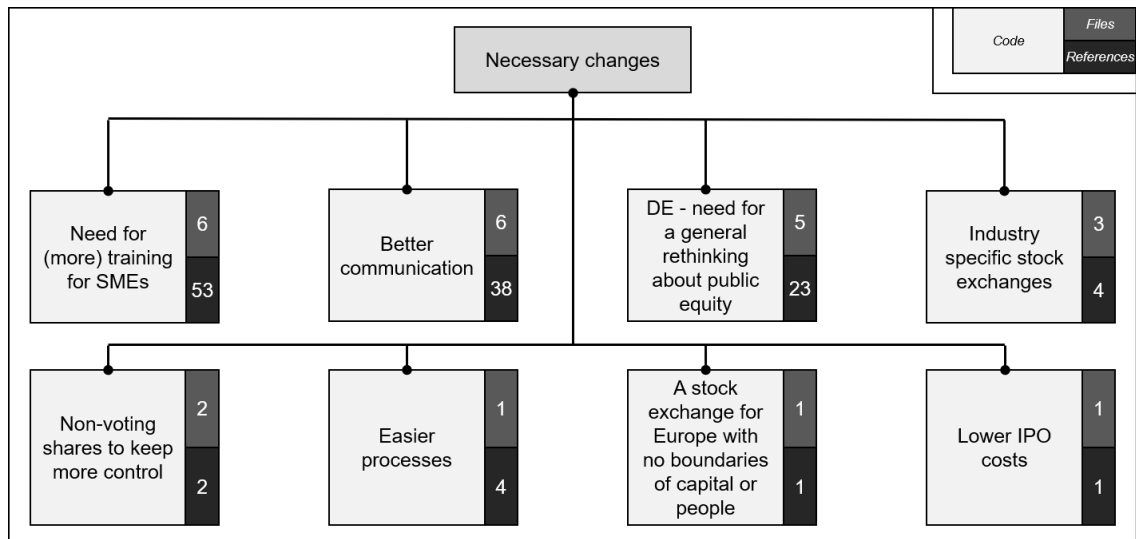 Necessary changes
Code
Files
References
Need for
(more) training
for SMEs
6
53
Better
communication
6
38
DE - need for
a general
rethinking
about public
equity
5
23
Industry
specific stock
exchanges
3
4
Non-voting
shares to keep
more control
2
2
Easier
processes
1
4
A stock
exchange for
Europe with
no boundaries
of capital or
people
1
1
Lower IPO
costs
1
1